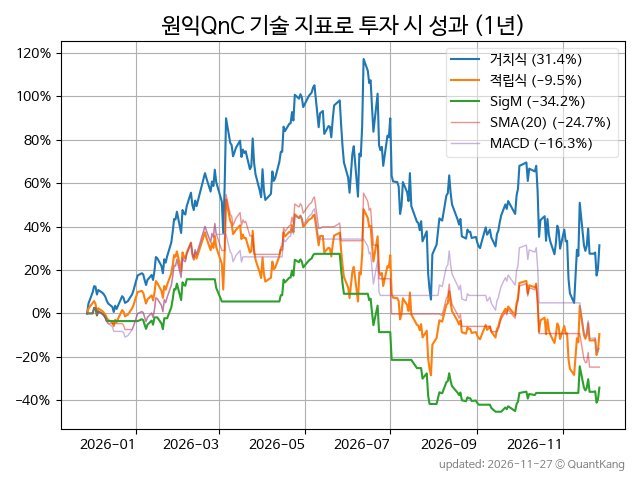 원익QnC 기술 지표로 투자 시 성과 (1년)
120%
100%
80%
60%
40%
20%
0%
−20%
−40%
거치식 (31.4%)
적립식 (−9.5%)
SigM (−34.2%)
SMA(20) (−24.7%)
MACD (−16.3%)
2026-01 2026-03 2026-05 2026-07 2026-09 2026-11
updated: 2026-11-27 © QuantKang